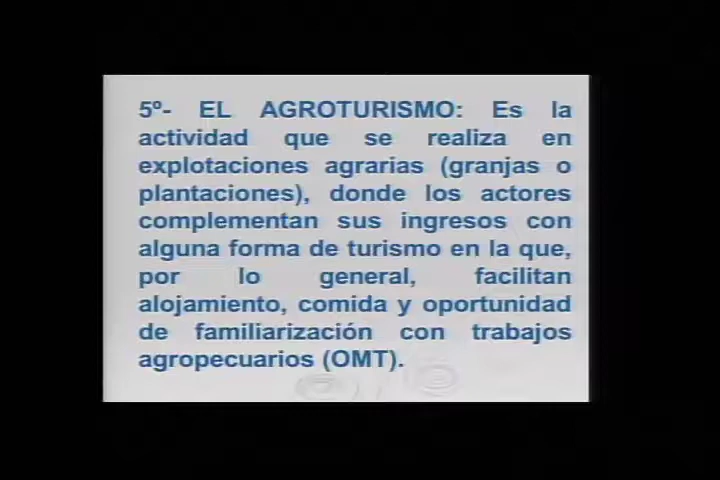 5º- EL AGROTURISMO: Es la
actividad que se realiza en
explotaciones agrarias (granjas o
plantaciones), donde los actores
complementan sus ingresos con
alguna forma de turismo en la que,
por lo general, facilitan
alojamiento, comida y oportunidad
de familiarización con trabajos
agropecuarios (OMT).